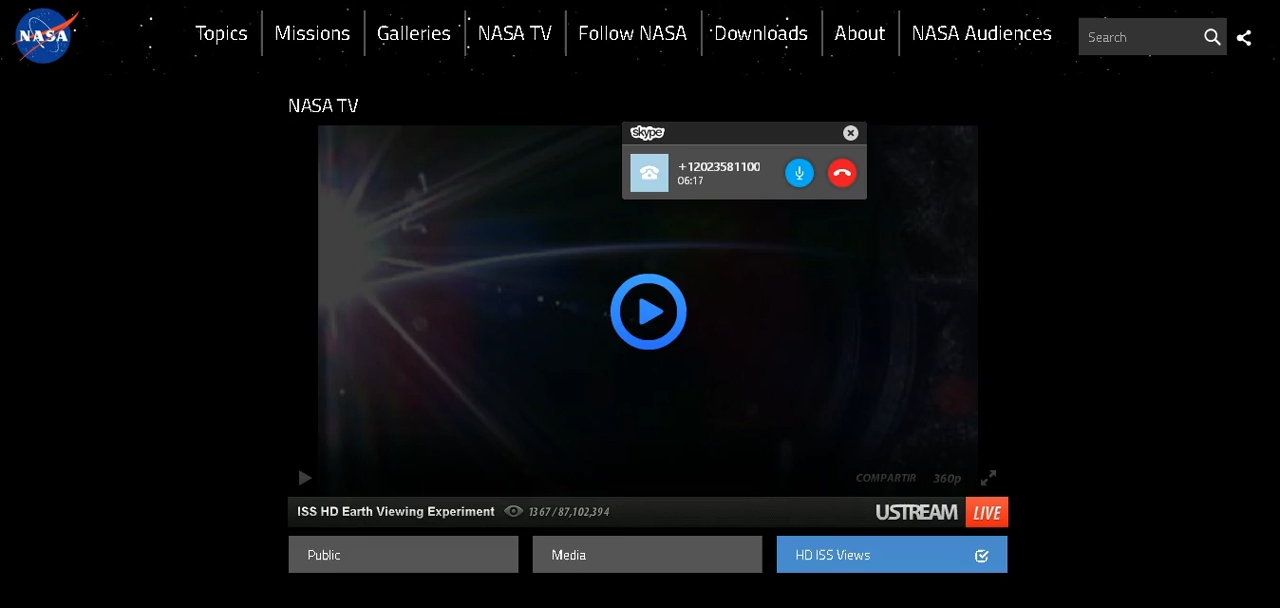 NASA Topics Missions Galleries NASA TV Follow NASA Downloads About NASA Audiences Search
NASA TV
skype
+12023581100
06:17
COMPARTIR 360p
ISS HD Earth Viewing Experiment 1367 / 87,102,394 USTREAM LIVE
Public Media HD ISS Views